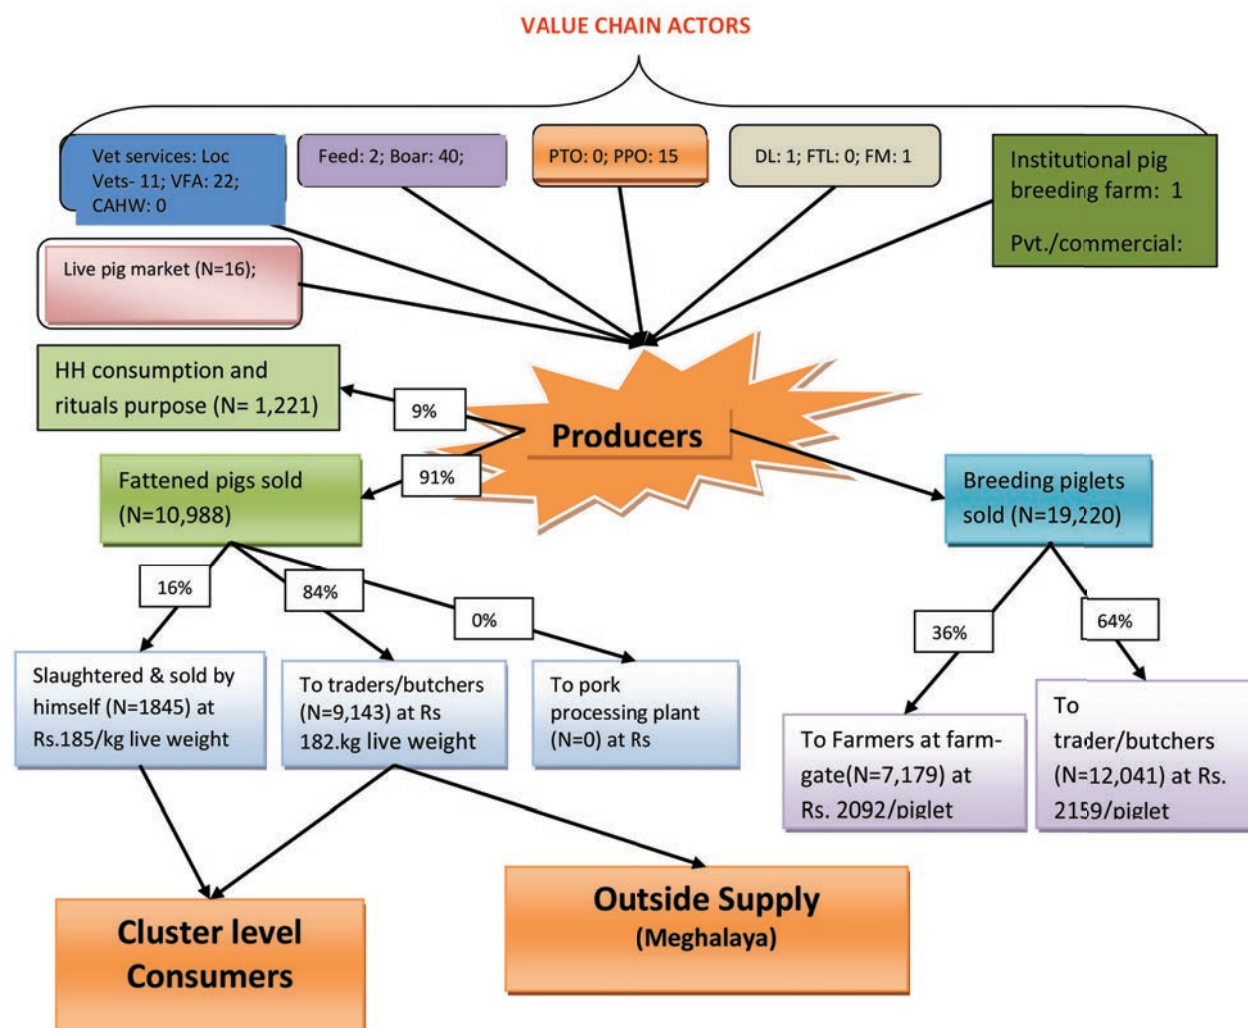 VALUE CHAIN ACTORS
Vet services: Loc
Vets- 11; VFA: 22;
CAHW: 0
Feed: 2; Boar: 40;
PTO: 0; PPO: 15
DL: 1; FTL: 0; FM: 1
Institutional pig
breeding farm: 1
Pvt./commercial:
Live pig market (N=16);
HH consumption and
rituals purpose (N= 1,221)
9%
Producers
91%
Fattened pigs sold
(N=10,988)
Breeding piglets
sold (N=19,220)
16%
84%
0%
36%
64%
Slaughtered & sold by
himself (N=1845) at
Rs.185/kg live weight
To traders/butchers
(N=9,143) at Rs
182.kg live weight
To pork
processing plant
(N=0) at Rs
To Farmers at farm-
gate(N=7,179) at
Rs. 2092/piglet
To
trader/butchers
(N=12,041) at Rs.
2159/piglet
Cluster level
Consumers
Outside Supply
(Meghalaya)